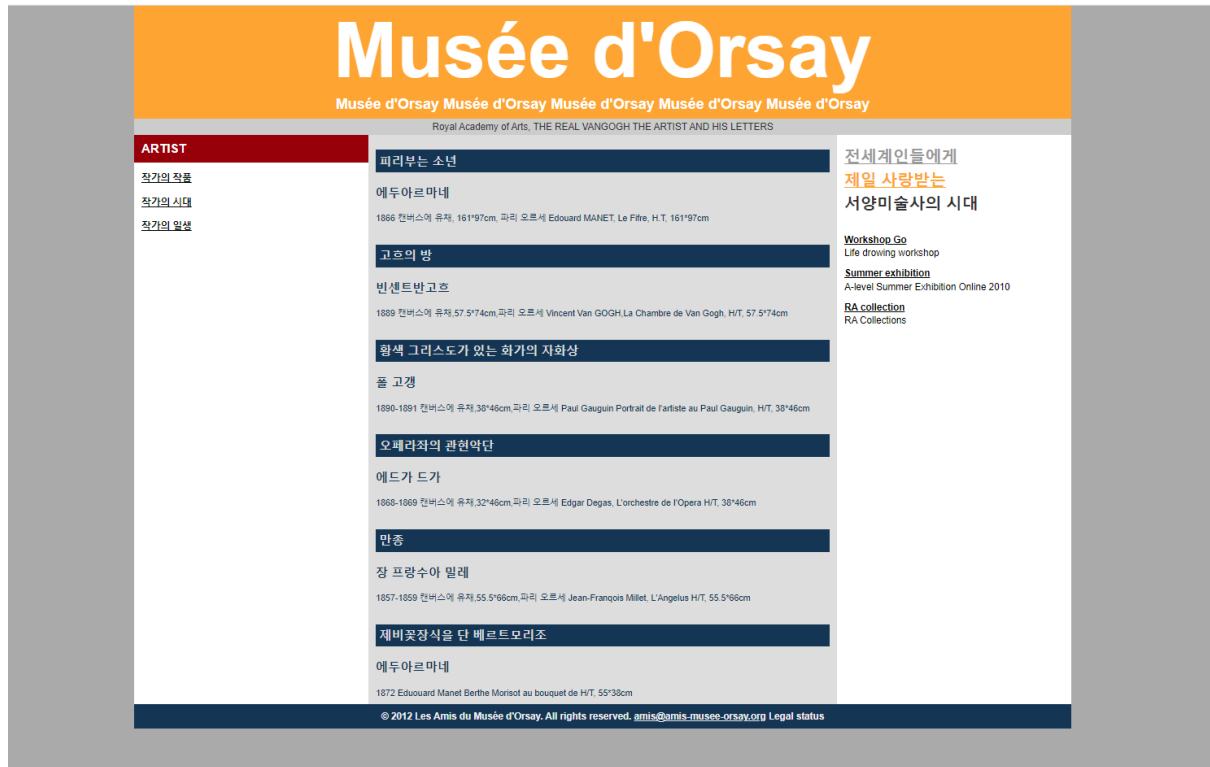 Musée d'Orsay
Musée d'Orsay Musée d'Orsay Musée d'Orsay Musée d'Orsay Musée d'Orsay
Royal Academy of Arts, THE REAL VANGOGH THE ARTIST AND HIS LETTERS
ARTIST
작가의 작품
작가의 시대
작가의 일생
피리부는 소년
에두아르마네
1866 캔버스에 유채, 161*97cm, 파리 오르세 Edouard MANET, Le Fifre, H.T, 161*97cm
고흐의 방
빈센트반고흐
1889 캔버스에 유채,57.5*74cm,파리 오르세 Vincent Van GOGH,La Chambre de Van Gogh, H/T, 57.5*74cm
황색 그리스도가 있는 화가의 자화상
폴 고갱
1890-1891 캔버스에 유채,38*46cm,파리 오르세 Paul Gauguin Portrait de l'artiste au Paul Gauguin, H/T, 38*46cm
오페라좌의 관현악단
에드가 드가
1868-1869 캔버스에 유채,32*46cm,파리 오르세 Edgar Degas, L'orchestre de l'Opera H/T, 38*46cm
만종
장 프랑수아 밀레
1857-1859 캔버스에 유채,55.5*66cm,파리 오르세 Jean-Franqois Millet, L'Angelus H/T, 55.5*66cm
제비꽃장식을 단 베르트모리조
에두아르마네
1872 Eduouard Manet Berthe Morisot au bouquet de H/T, 55*38cm
전세계인들에게
제일 사랑받는
서양미술사의 시대
Workshop Go
Life drowing workshop
Summer exhibition
A-level Summer Exhibition Online 2010
RA collection
RA Collections
© 2012 Les Amis du Musée d'Orsay. All rights reserved. amis@amis-musee-orsay.org Legal status